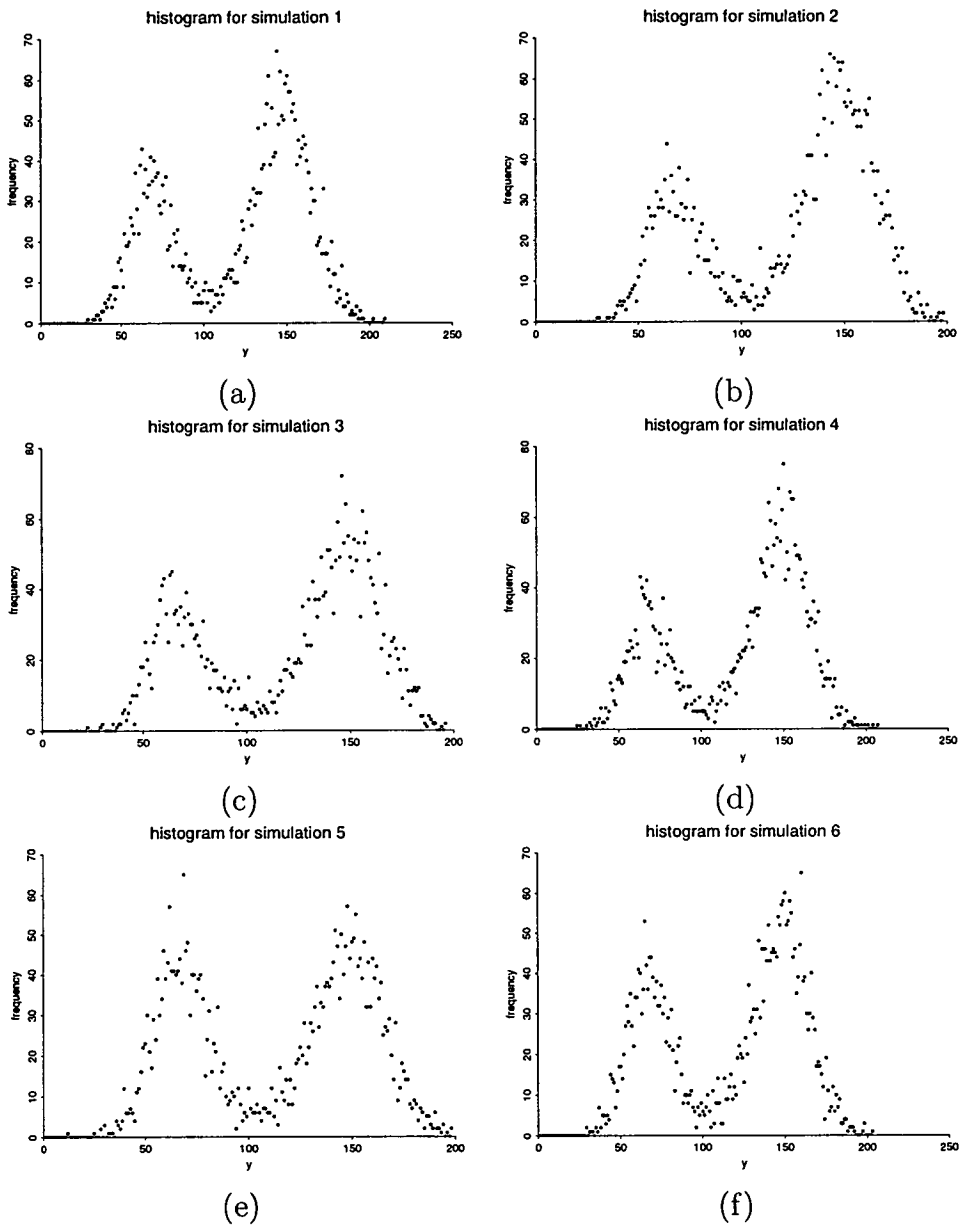 histogram for simulation 1
frequency
0 10 20 30 40 50 60 70
0 50 100 150 200 250
y
(a)
histogram for simulation 2
frequency
0 10 20 30 40 50 60 70
0 50 100 150 200
y
(b)
histogram for simulation 3
frequency
0 20 40 60 80
0 50 100 150 200
y
(c)
histogram for simulation 4
frequency
0 20 40 60 80
0 50 100 150 200 250
y
(d)
histogram for simulation 5
frequency
0 10 20 30 40 50 60 70
0 50 100 150 200
y
(e)
histogram for simulation 6
frequency
0 10 20 30 40 50 60 70
0 50 100 150 200 250
y
(f)